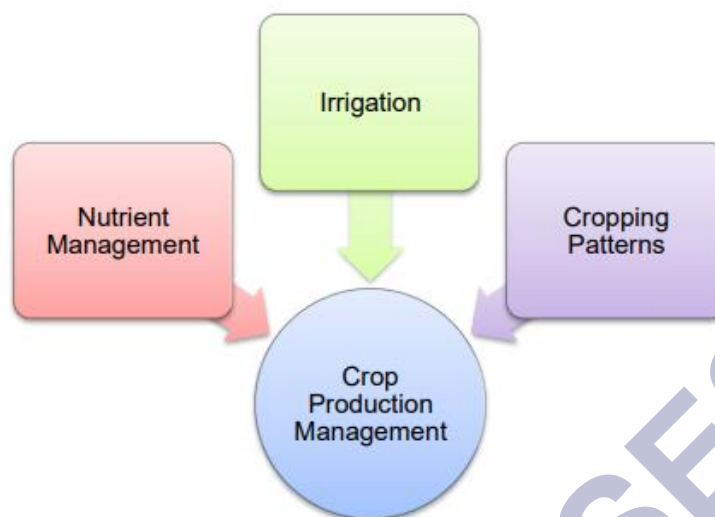 Irrigation
Nutrient
Management
Cropping
Patterns
Crop
Production
Management